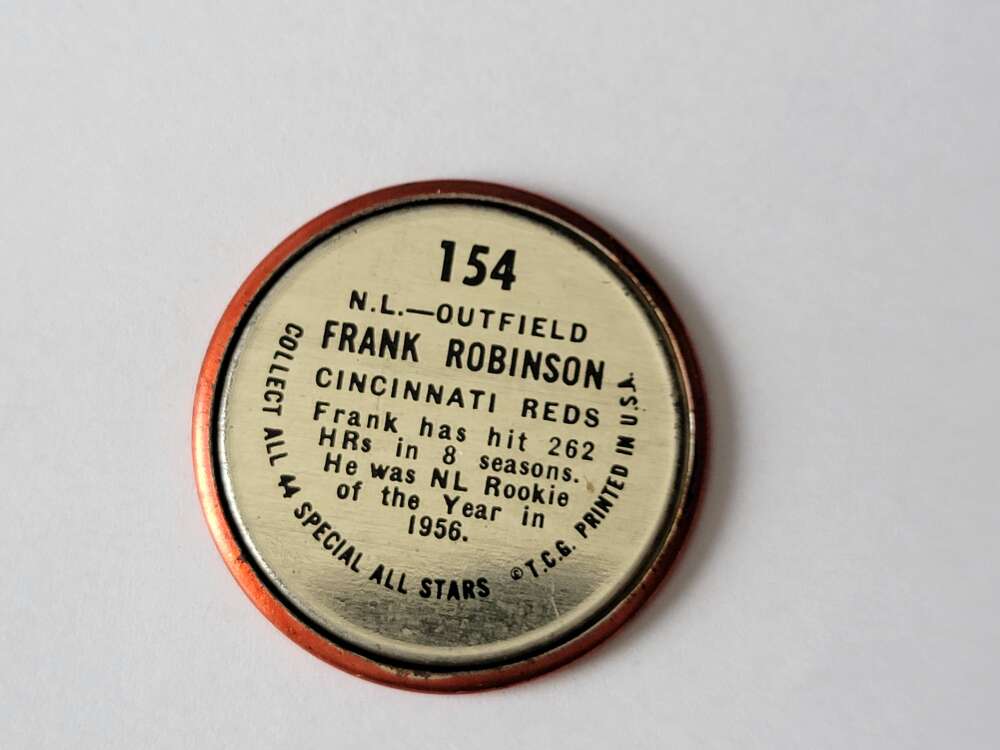 154
N.L.—OUTFIELD
FRANK ROBINSON
CINCINNATI REDS
Frank has hit 262
HRs in 8 seasons.
He was NL Rookie
of the Year in
1956.
COLLECT ALL 44 SPECIAL ALL STARS
©T.C.G. PRINTED IN U.S.A.